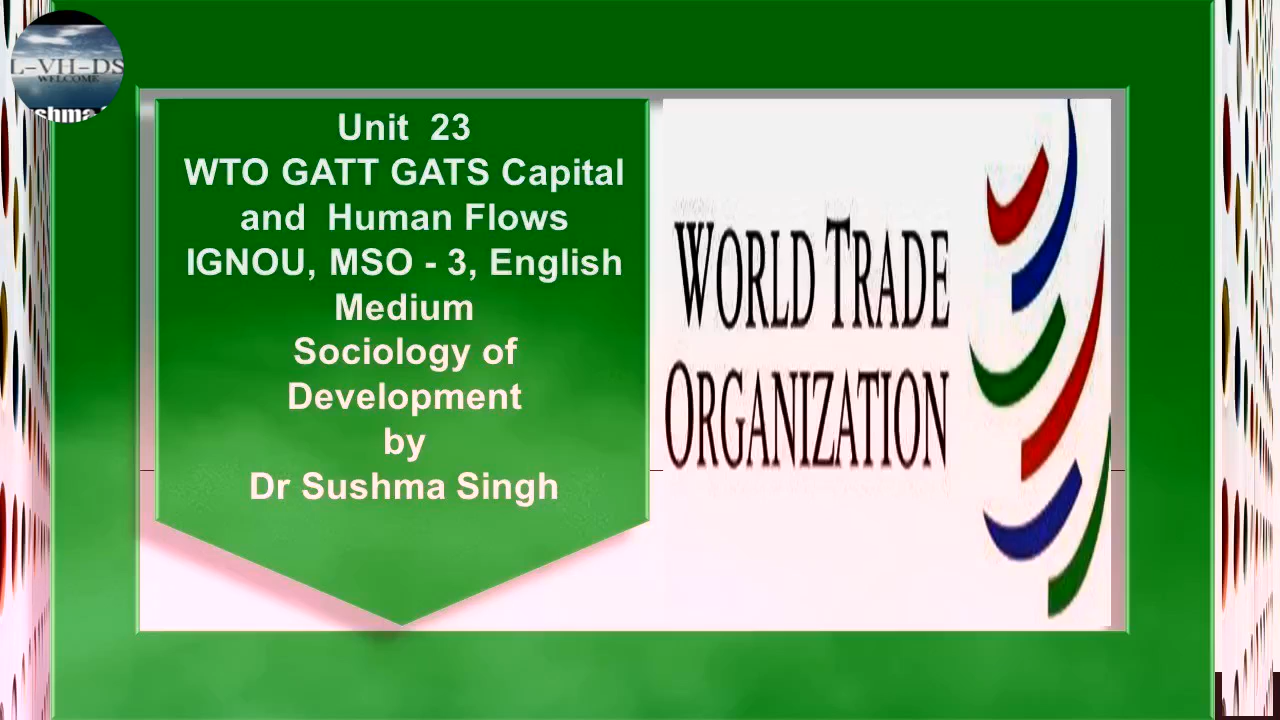 L-VH-DS
WELCOME
Unit 23
WTO GATT GATS Capital
and Human Flows
IGNOU, MSO - 3, English
Medium
Sociology of
Development
by
Dr Sushma Singh
WORLD TRADE
ORGANIZATION